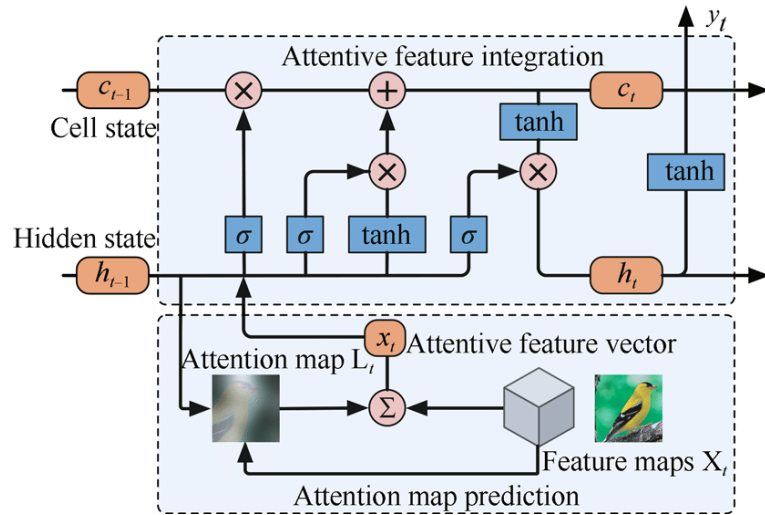 y_t
Attentive feature integration
c_{t-1}
×
+
c_t
Cell state
tanh
×
×
tanh
Hidden state
σ
σ
tanh
σ
h_{t-1}
h_t
x_t
Attentive feature vector
Attention map L_t
Σ
Feature maps X_t
Attention map prediction